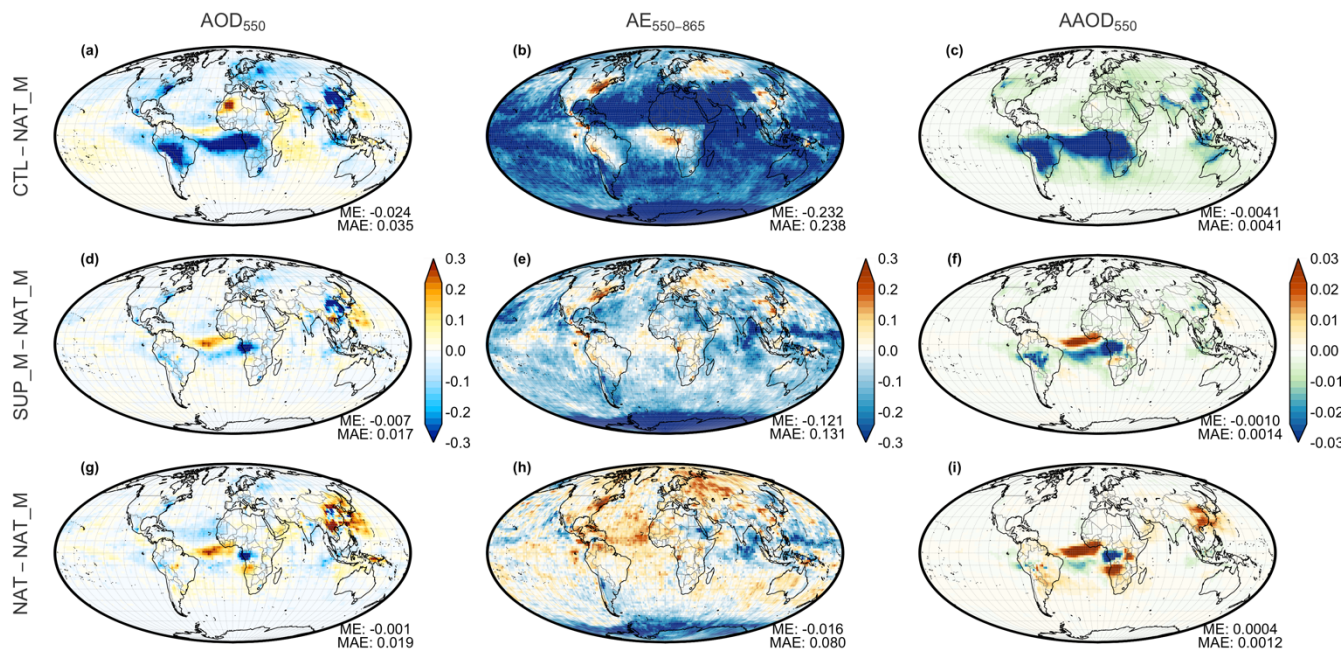 AOD550
AE550−865
AAOD550
CTL−NAT_M
(a)
ME: -0.024
MAE: 0.035
(b)
ME: -0.232
MAE: 0.238
(c)
ME: -0.0041
MAE: 0.0041
SUP_M−NAT_M
(d)
ME: -0.007
MAE: 0.017
0.3
0.2
0.1
0.0
-0.1
-0.2
-0.3
(e)
ME: -0.121
MAE: 0.131
0.3
0.2
0.1
0.0
-0.1
-0.2
-0.3
(f)
ME: -0.0010
MAE: 0.0014
0.03
0.02
0.01
0.00
-0.01
-0.02
-0.03
NAT−NAT_M
(g)
ME: -0.001
MAE: 0.019
(h)
ME: -0.016
MAE: 0.080
(i)
ME: 0.0004
MAE: 0.0012